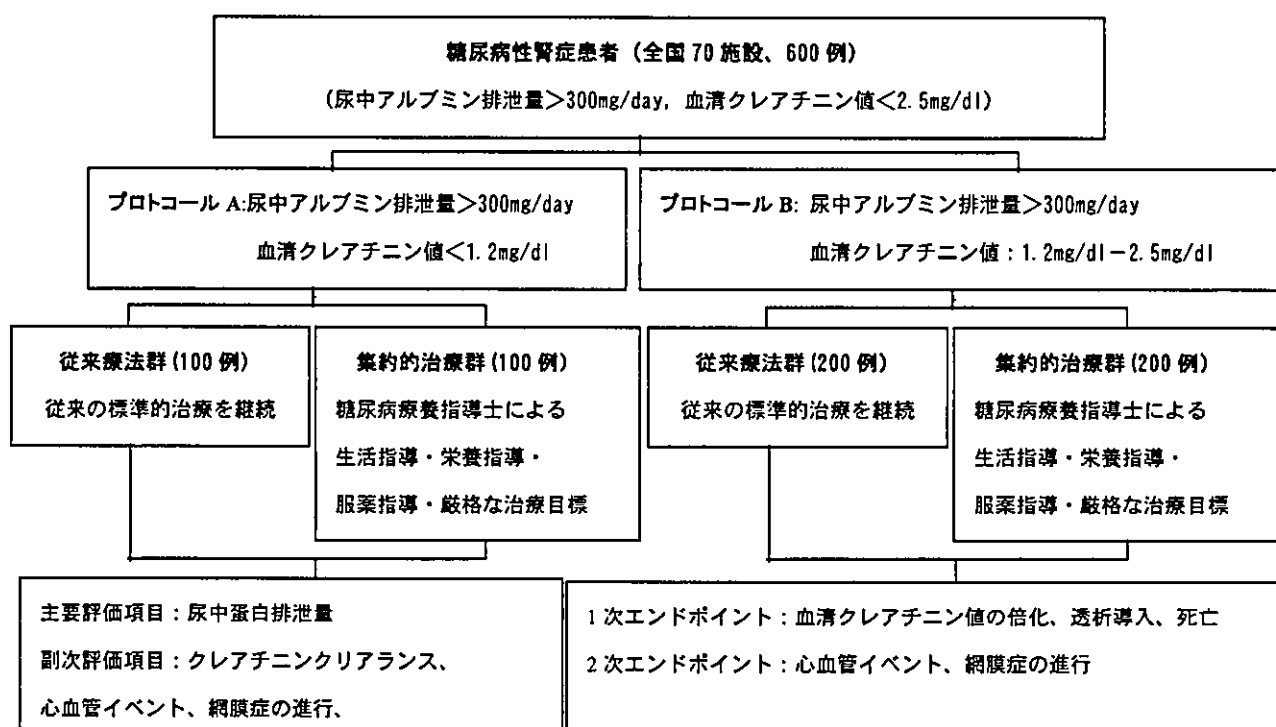 糖尿病性腎症患者（全国70施設、600例）
（尿中アルブミン排泄量＞300mg/day, 血清クレアチニン値＜2.5mg/dl）
プロトコール A:尿中アルブミン排泄量＞300mg/day
血清クレアチニン値＜1.2mg/dl
プロトコール B: 尿中アルブミン排泄量＞300mg/day
血清クレアチニン値：1.2mg/dl－2.5mg/dl
従来療法群(100例)
従来の標準的治療を継続
集約的治療群(100例)
糖尿病療養指導士による
生活指導・栄養指導・
服薬指導・厳格な治療目標
従来療法群(200例)
従来の標準的治療を継続
集約的治療群(200例)
糖尿病療養指導士による
生活指導・栄養指導・
服薬指導・厳格な治療目標
主要評価項目：尿中蛋白排泄量
副次評価項目：クレアチニンクリアランス、
心血管イベント、網膜症の進行、
1次エンドポイント：血清クレアチニン値の倍化、透析導入、死亡
2次エンドポイント：心血管イベント、網膜症の進行